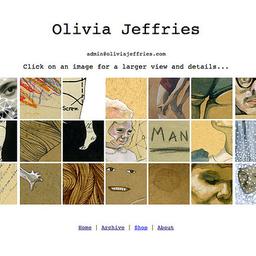 Olivia Jeffries
admin@oliviajeffries.com
Click on an image for a larger view and details...
Screw
MAN
Home | Archive | Shop | About